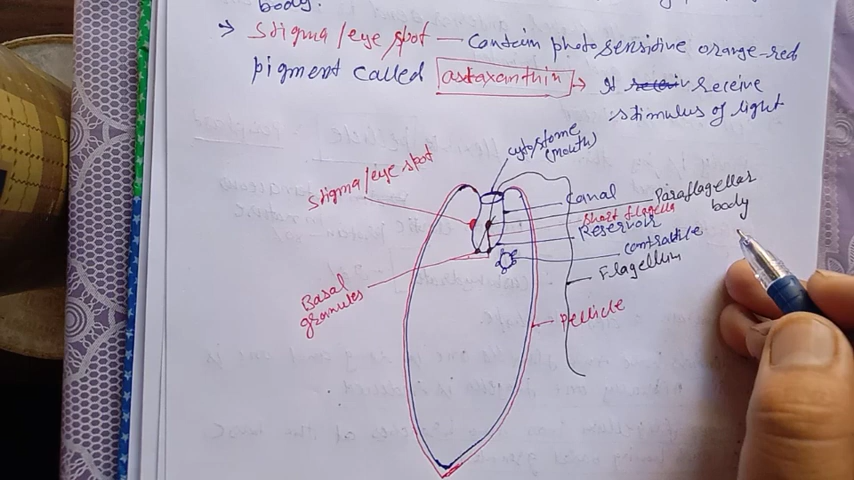 body.
→ Stigma/eye spot — Contain photosensitive orange-red
pigment called astaxanthin → It receive
stimulus of light
cytostome
(mouth)
Stigma/eye spot
Canal
Paraflagellar
body
short flagella
Reservoir
contractile
Flagellum
Basal
granules
Pellicle